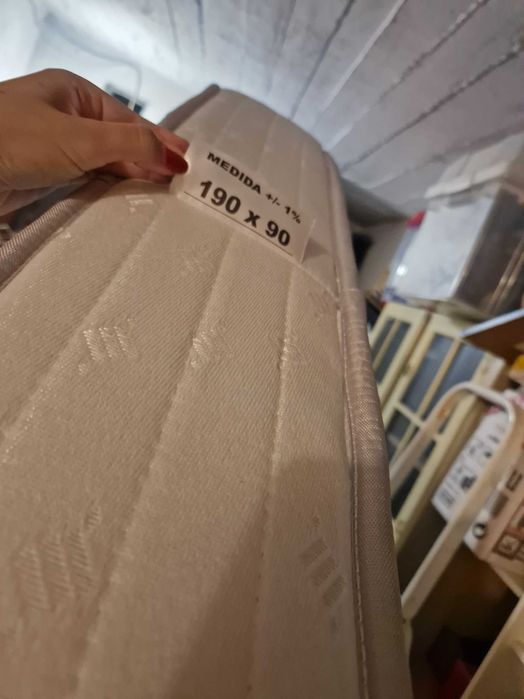 MEDIDA +/- 1%
190 x 90